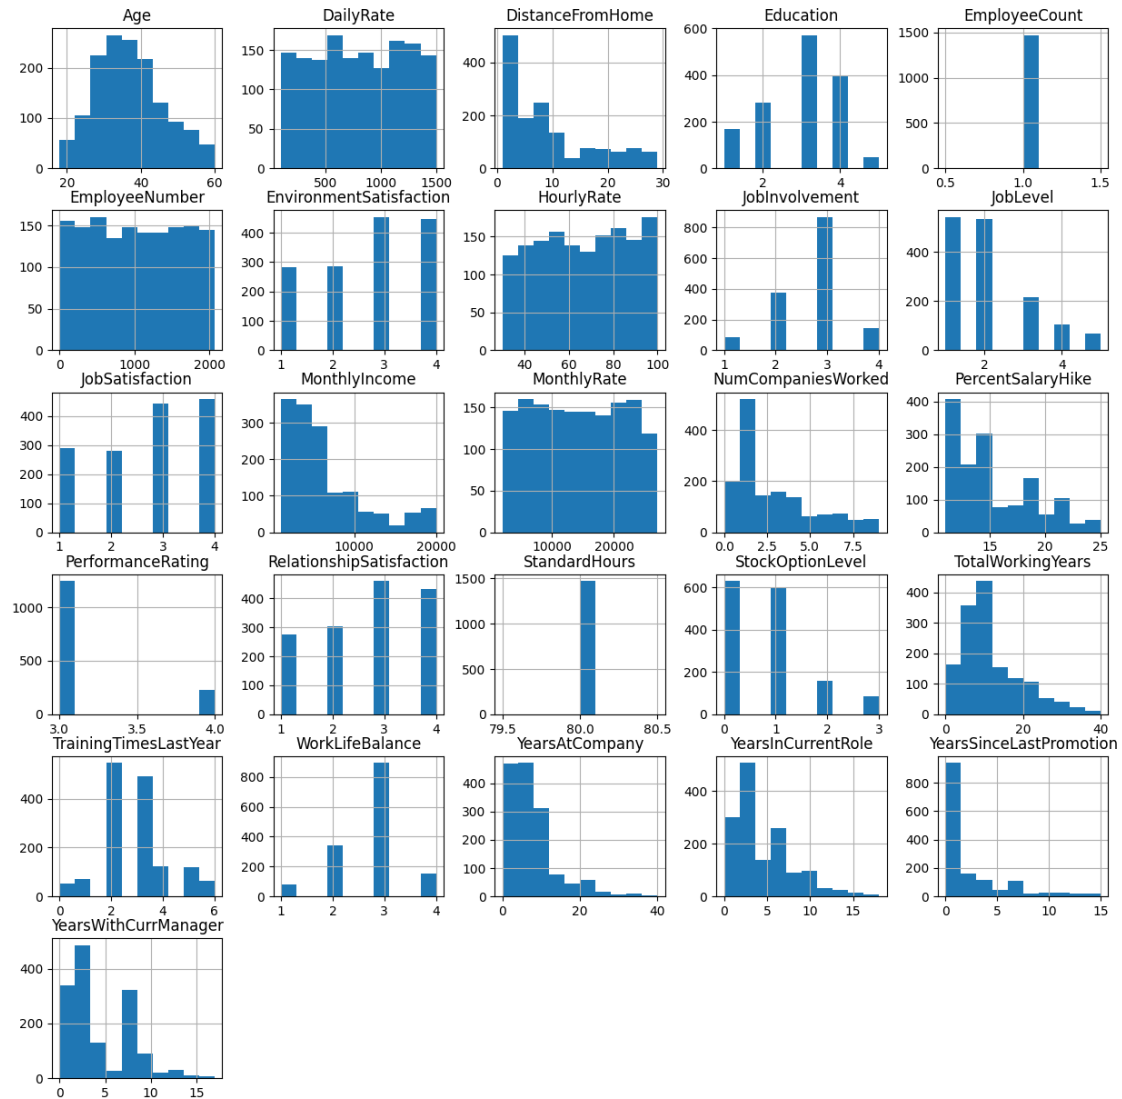 Age
DailyRate
DistanceFromHome
Education
EmployeeCount
200
100
0
20 40 60
150
100
50
0
500 1000 1500
400
200
0
0 10 20 30
600
400
200
0
2 4
1500
1000
500
0
0.5 1.0 1.5
EmployeeNumber
EnvironmentSatisfaction
HourlyRate
JobInvolvement
JobLevel
150
100
50
0
0 1000 2000
400
300
200
100
0
1 2 3 4
150
100
50
0
40 60 80 100
800
600
400
200
0
1 2 3 4
400
200
0
2 4
JobSatisfaction
MonthlyIncome
MonthlyRate
NumCompaniesWorked
PercentSalaryHike
400
300
200
100
0
1 2 3 4
300
200
100
0
10000 20000
150
100
50
0
10000 20000
400
200
0
0.0 2.5 5.0 7.5
400
300
200
100
0
15 20 25
PerformanceRating
RelationshipSatisfaction
StandardHours
StockOptionLevel
TotalWorkingYears
1000
500
0
3.0 3.5 4.0
400
300
200
100
0
1 2 3 4
1500
1000
500
0
79.5 80.0 80.5
600
400
200
0
0 1 2 3
400
300
200
100
0
0 20 40
TrainingTimesLastYear
WorkLifeBalance
YearsAtCompany
YearsInCurrentRole
YearsSinceLastPromotion
400
200
0
0 2 4 6
800
600
400
200
0
1 2 3 4
400
300
200
100
0
0 10 20 30 40
400
200
0
0 5 10 15
800
600
400
200
0
0 5 10 15
YearsWithCurrManager
400
200
0
0 5 10 15